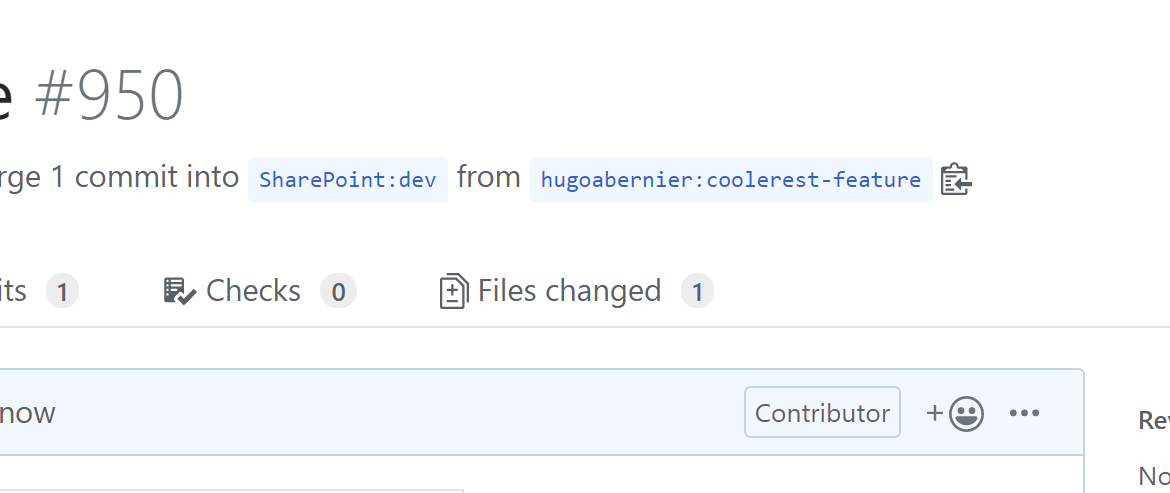 e #950
rge 1 commit into SharePoint:dev from hugoabernier:coolerest-feature
its 1 Checks 0 Files changed 1
now Contributor
Rev
No